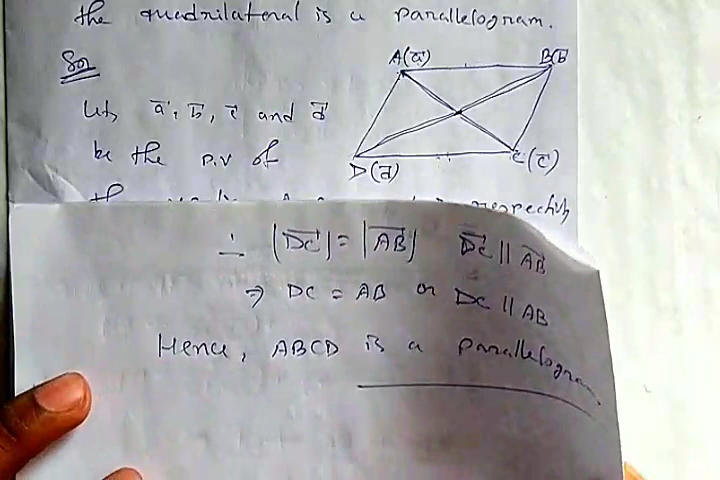 the quadrilateral is a parallelogram.
Sol
A(a⃗) B(b⃗
Let, a⃗, b⃗, c⃗ and d⃗
be the p.v of
D(d⃗) C(c⃗)
∴ |DC⃗| = |AB⃗| DC⃗ || AB⃗
⇒ DC = AB or DC || AB
Hence, ABCD is a parallelogram.